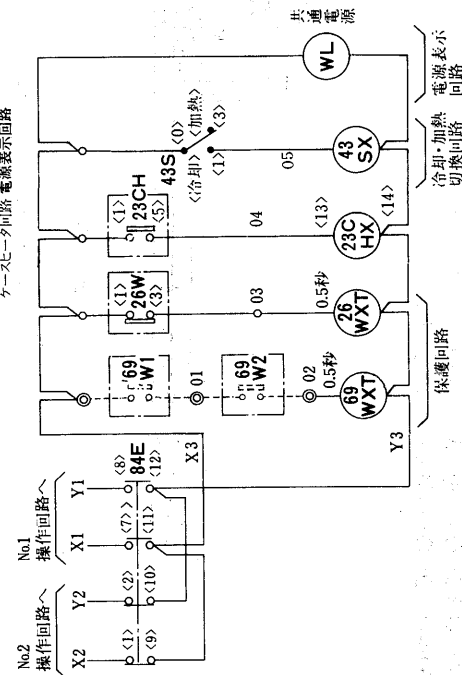 ケースヒータ回路 電源表示回路
共通電源
WL
電源表示
回路
<0>
<加熱>
<3>
43S
<冷却>
<1>
05
43
SX
冷却・加熱
切換回路
<1>
23CH
<5>
04
<13>
23C
HX
<14>
<1>
26W
<3>
03
0.5秒
26
WXT
69
W1
01
69
W2
02
0.5秒
69
WXT
保護回路
X3
Y3
No.1
操作回路へ
Y1
X1
<8>
84E
<12>
<7>
<11>
No.2
操作回路へ
Y2
X2
<2>
<10>
<1>
<9>